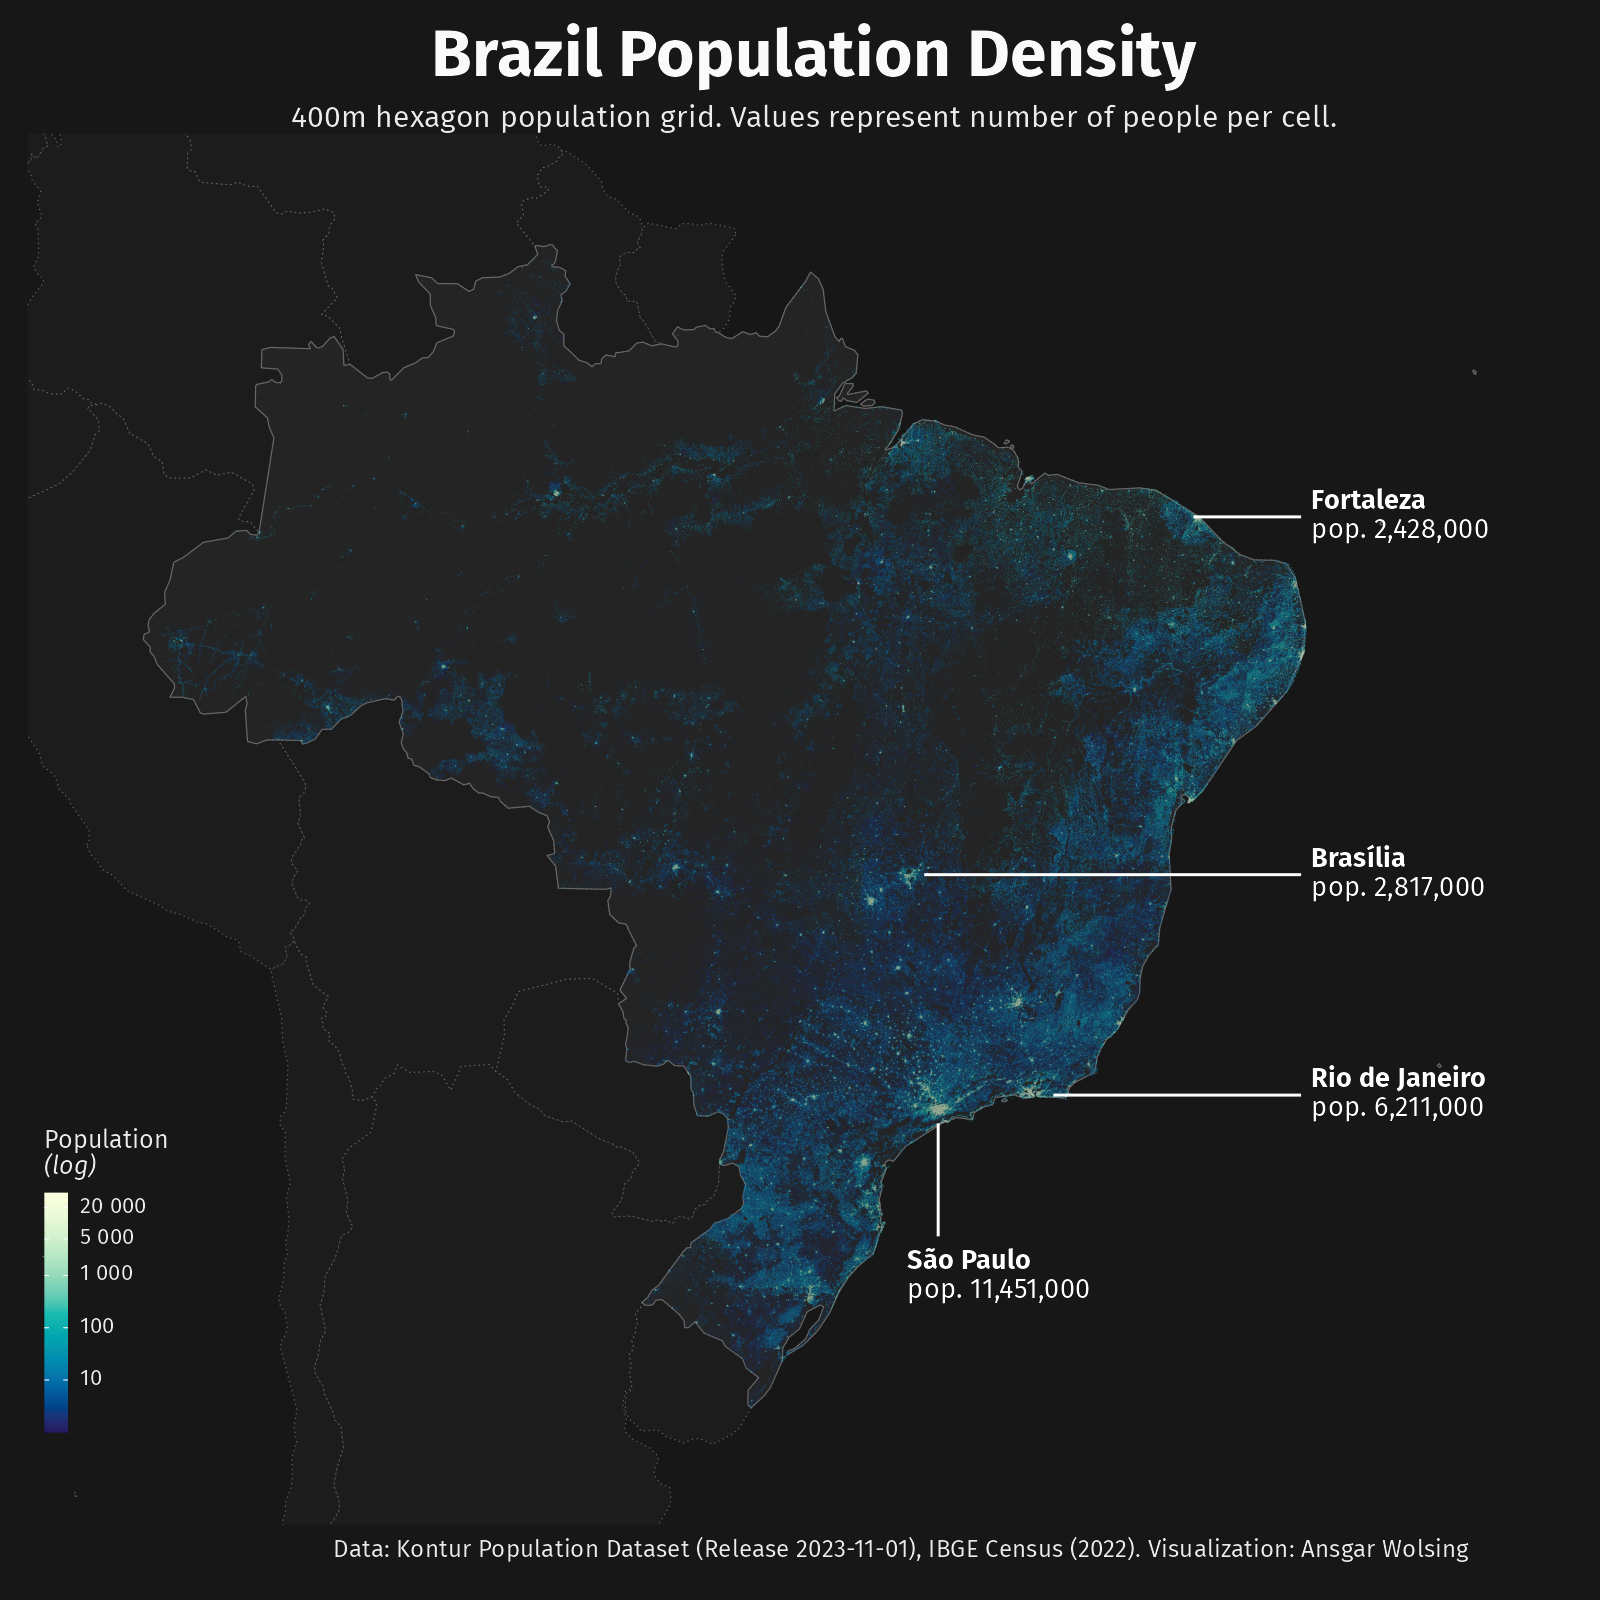 Brazil Population Density
400m hexagon population grid. Values represent number of people per cell.
Fortaleza
pop. 2,428,000
Brasília
pop. 2,817,000
Rio de Janeiro
pop. 6,211,000
São Paulo
pop. 11,451,000
Population
(log)
20 000
5 000
1 000
100
10
Data: Kontur Population Dataset (Release 2023-11-01), IBGE Census (2022). Visualization: Ansgar Wolsing